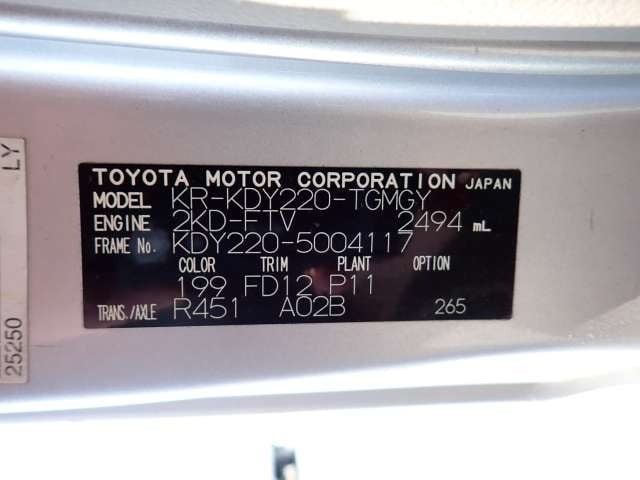 TOYOTA MOTOR CORPORATION JAPAN
MODEL KR-KDY220-TGMGY
ENGINE 2KD-FTV 2494 mL
FRAME No. KDY220-5004117
COLOR TRIM PLANT OPTION
199 FD12 P11
TRANS./AXLE R451 A02B 265
LY
25250